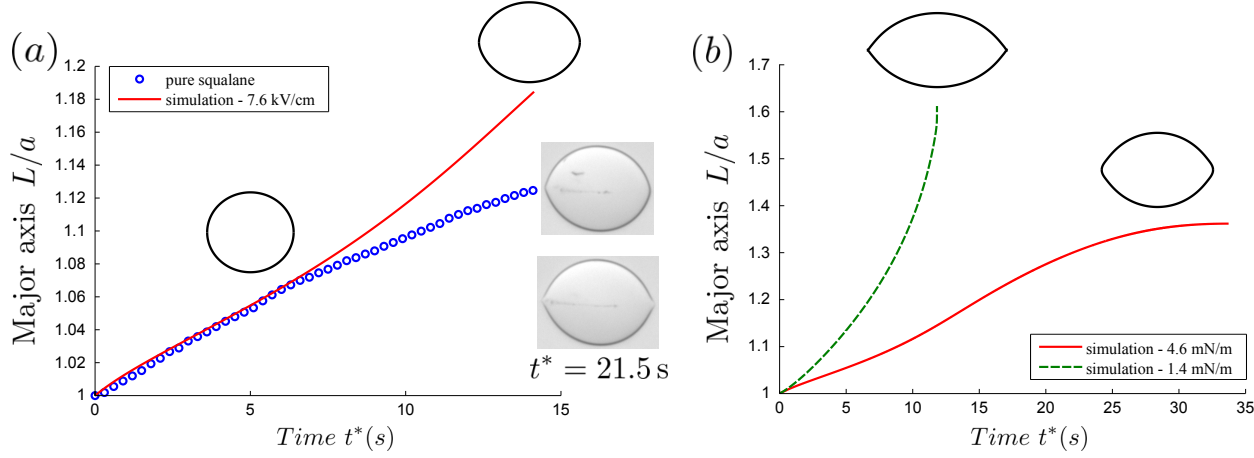 (a)
Major axis L/a
1.2
1.18
1.16
1.14
1.12
1.1
1.08
1.06
1.04
1.02
1
pure squalane
simulation - 7.6 kV/cm
t* = 21.5 s
0
5
10
15
Time t*(s)
(b)
Major axis L/a
1.7
1.6
1.5
1.4
1.3
1.2
1.1
1
simulation - 4.6 mN/m
simulation - 1.4 mN/m
0
5
10
15
20
25
30
35
Time t*(s)